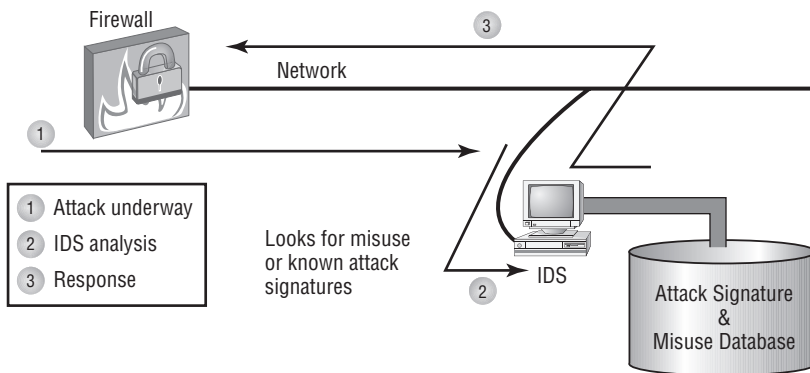 Firewall
3
Network
1
1 Attack underway
2 IDS analysis
3 Response
Looks for misuse
or known attack
signatures
2
IDS
Attack Signature
&
Misuse Database